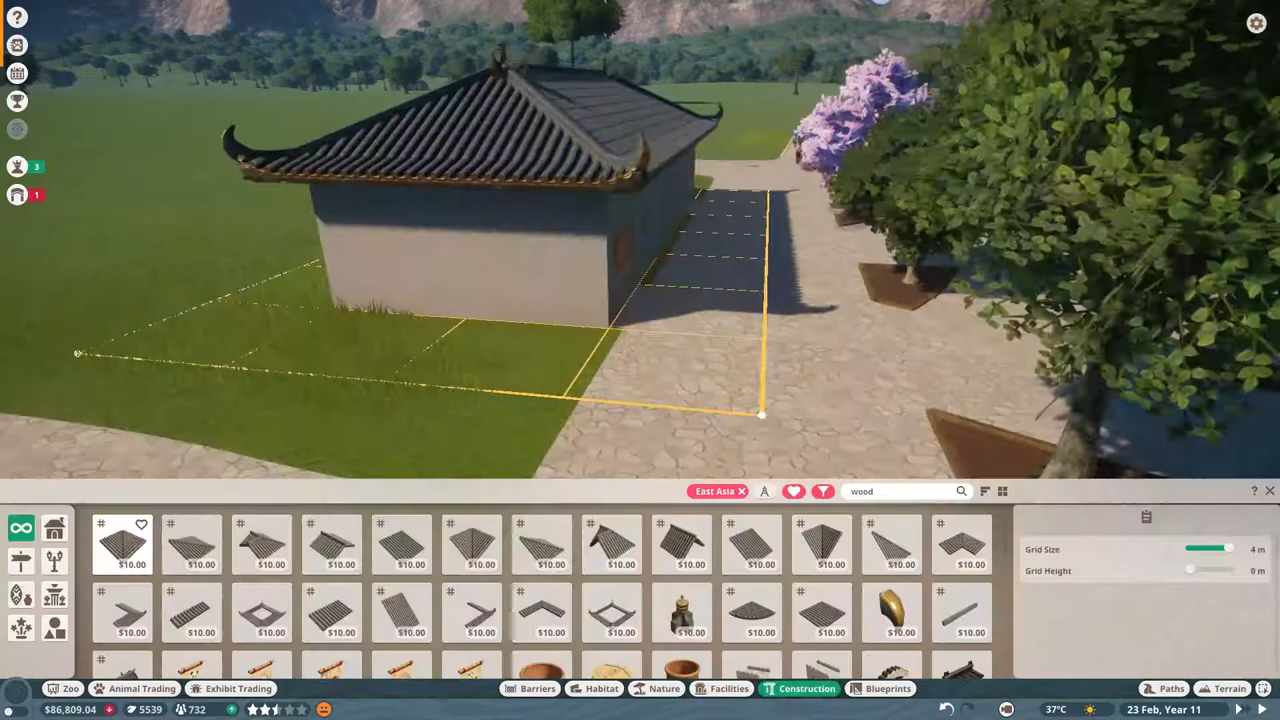 3
1
East Asia ×
wood
$10.00 $10.00 $10.00 $10.00 $10.00 $10.00 $10.00 $10.00 $10.00 $10.00 $10.00 $10.00 $10.00
$10.00 $10.00 $10.00 $10.00 $10.00 $10.00 $10.00 $10.00 $10.00 $10.00 $10.00 $10.00 $10.00
Grid Size 4 m
Grid Height 0 m
Zoo Animal Trading Exhibit Trading Barriers Habitat Nature Facilities Construction Blueprints Paths Terrain
$86,809.04 5539 732 37°C 23 Feb, Year 11